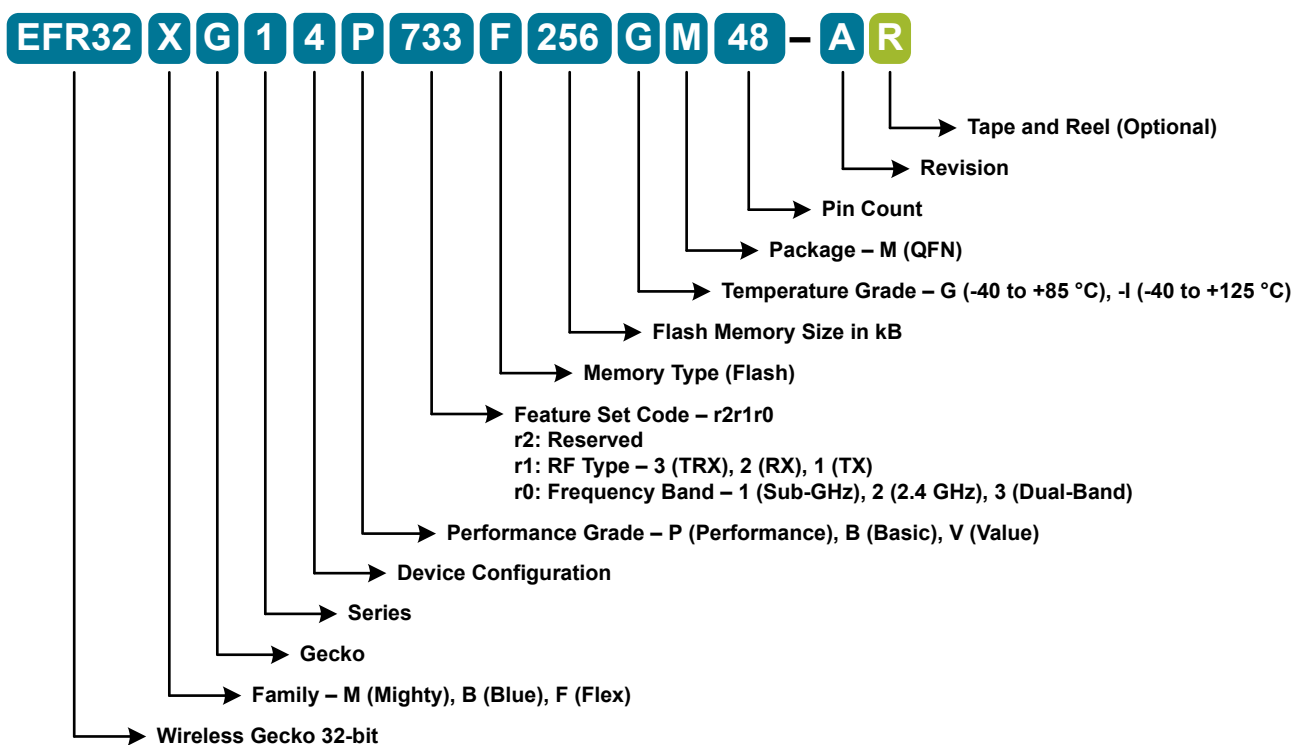 EFR32 X G 1 4 P 733 F 256 G M 48 – A R
Tape and Reel (Optional)
Revision
Pin Count
Package – M (QFN)
Temperature Grade – G (-40 to +85 °C), -I (-40 to +125 °C)
Flash Memory Size in kB
Memory Type (Flash)
Feature Set Code – r2r1r0
r2: Reserved
r1: RF Type – 3 (TRX), 2 (RX), 1 (TX)
r0: Frequency Band – 1 (Sub-GHz), 2 (2.4 GHz), 3 (Dual-Band)
Performance Grade – P (Performance), B (Basic), V (Value)
Device Configuration
Series
Gecko
Family – M (Mighty), B (Blue), F (Flex)
Wireless Gecko 32-bit